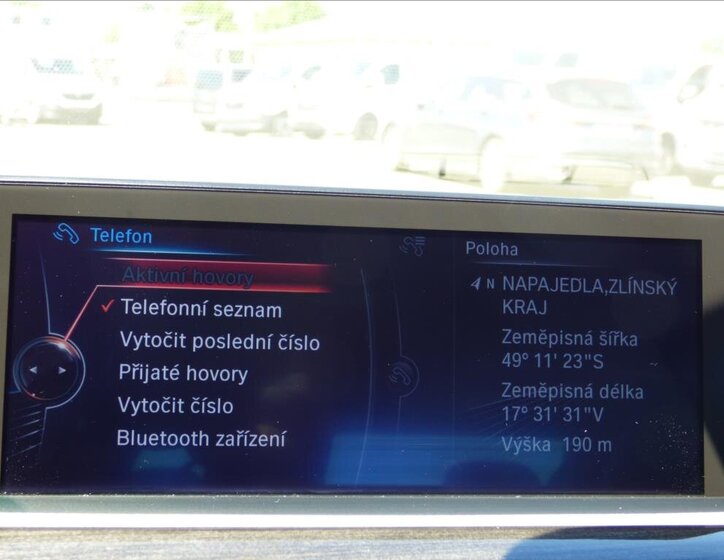 Telefon
Aktivní hovory
Telefonní seznam
Vytočit poslední číslo
Přijaté hovory
Vytočit číslo
Bluetooth zařízení
Poloha
N NAPAJEDLA,ZLÍNSKÝ
KRAJ
Zeměpisná šířka
49° 11' 23"S
Zeměpisná délka
17° 31' 31"V
Výška 190 m